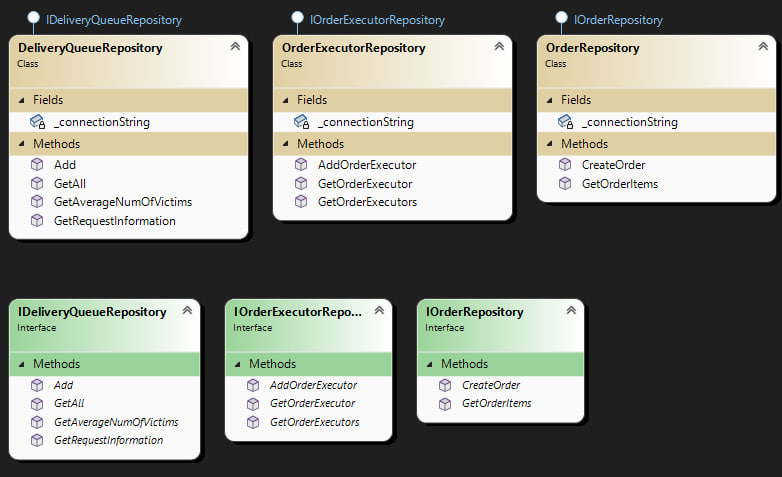 IDeliveryQueueRepository
DeliveryQueueRepository
Class
Fields
_connectionString
Methods
Add
GetAll
GetAverageNumOfVictims
GetRequestInformation
IOrderExecutorRepository
OrderExecutorRepository
Class
Fields
_connectionString
Methods
AddOrderExecutor
GetOrderExecutor
GetOrderExecutors
IOrderRepository
OrderRepository
Class
Fields
_connectionString
Methods
CreateOrder
GetOrderItems
IDeliveryQueueRepository
Interface
Methods
Add
GetAll
GetAverageNumOfVictims
GetRequestInformation
IOrderExecutorRepo...
Interface
Methods
AddOrderExecutor
GetOrderExecutor
GetOrderExecutors
IOrderRepository
Interface
Methods
CreateOrder
GetOrderItems